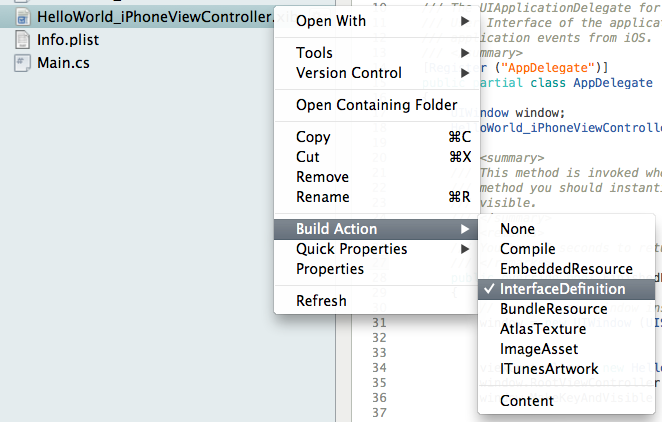 HelloWorld_iPhoneViewController.xib
Info.plist
Main.cs
Open With
Tools
Version Control
Open Containing Folder
Copy ⌘C
Cut ⌘X
Remove
Rename ⌘R
Build Action
Quick Properties
Properties
Refresh
None
Compile
EmbeddedResource
✓ InterfaceDefinition
BundleResource
AtlasTexture
ImageAsset
ITunesArtwork
Content
/// The UIApplicationDelegate for
Interface of the applica
ication events from iOS.
summary>
[Register ("AppDelegate")]
public partial class AppDelegate
UIWindow window;
HelloWorld_iPhoneViewControlle
<summary>
This method is invoked whe
method you should instanti
visible.
31
32
33
34
35
36
37